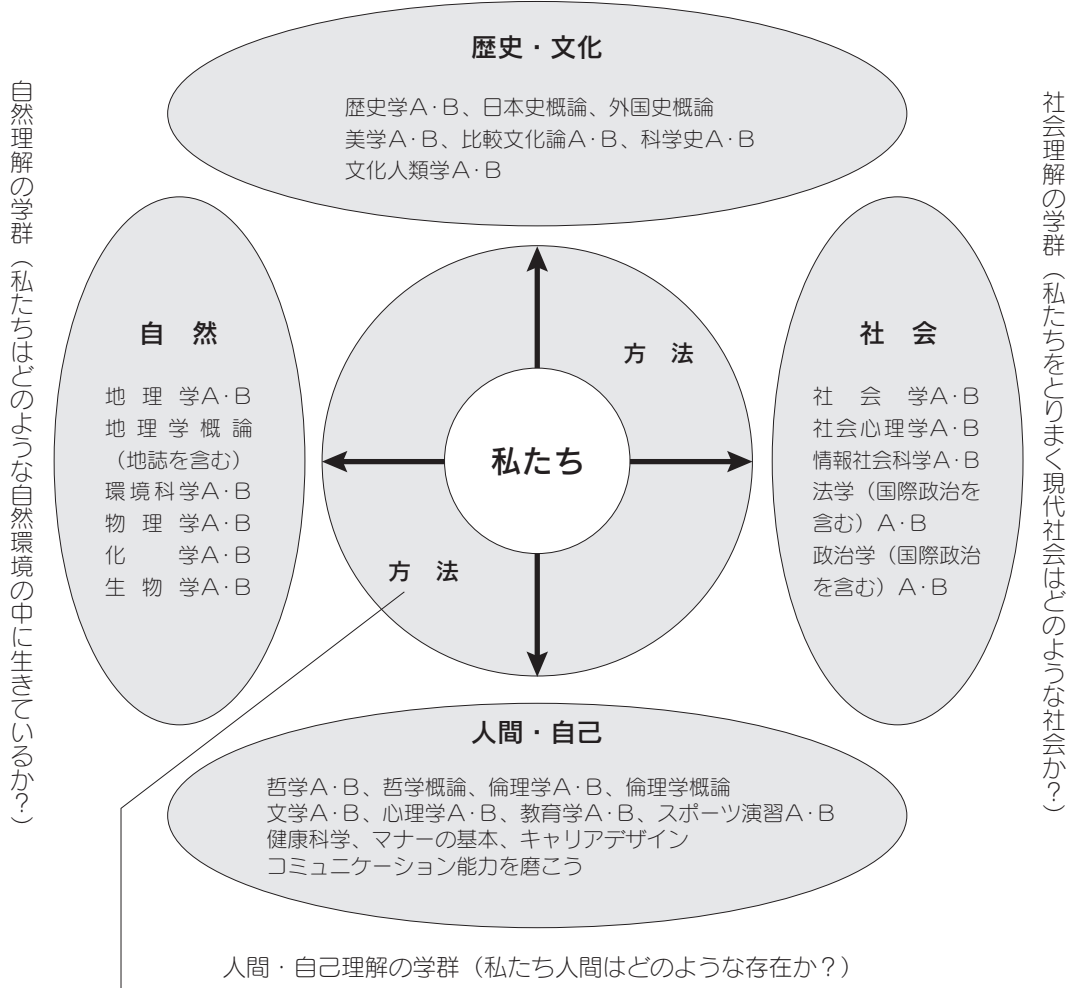 歴史・文化
歴史学A・B、日本史概論、外国史概論
美学A・B、比較文化論A・B、科学史A・B
文化人類学A・B
自然理解の学群（私たちはどのような自然環境の中に生きているか？）
自　然
地理学A・B
地理学概論
（地誌を含む）
環境科学A・B
物理学A・B
化学A・B
生物学A・B
方　法
私たち
方　法
社　会
社会学A・B
社会心理学A・B
情報社会科学A・B
法学（国際政治を
含む）A・B
政治学（国際政治
を含む）A・B
社会理解の学群（私たちをとりまく現代社会はどのような社会か？）
人間・自己
哲学A・B、哲学概論、倫理学A・B、倫理学概論
文学A・B、心理学A・B、教育学A・B、スポーツ演習A・B
健康科学、マナーの基本、キャリアデザイン
コミュニケーション能力を磨こう
人間・自己理解の学群（私たち人間はどのような存在か？）